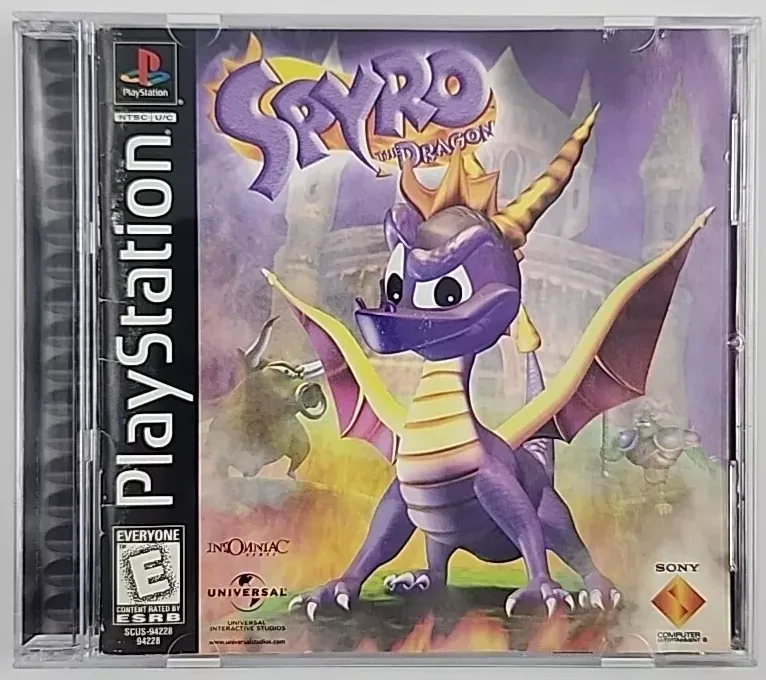 PlayStation
NTSC U/C
PlayStation
EVERYONE
E
CONTENT RATED BY
ESRB
SCUS-94228
94228
SPYRO
THE DRAGON
INSOMNIAC
GAMES
UNIVERSAL
UNIVERSAL
INTERACTIVE STUDIOS
www.universalstudios.com
SONY
COMPUTER
ENTERTAINMENT